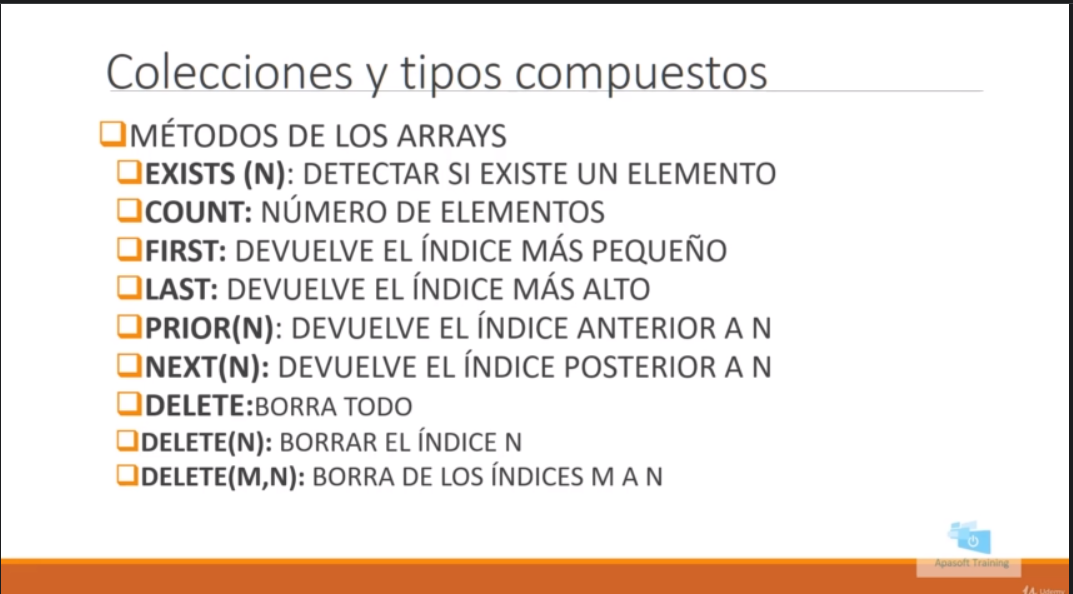 Colecciones y tipos compuestos
MÉTODOS DE LOS ARRAYS
EXISTS (N): DETECTAR SI EXISTE UN ELEMENTO
COUNT: NÚMERO DE ELEMENTOS
FIRST: DEVUELVE EL ÍNDICE MÁS PEQUEÑO
LAST: DEVUELVE EL ÍNDICE MÁS ALTO
PRIOR(N): DEVUELVE EL ÍNDICE ANTERIOR A N
NEXT(N): DEVUELVE EL ÍNDICE POSTERIOR A N
DELETE:BORRA TODO
DELETE(N): BORRAR EL ÍNDICE N
DELETE(M,N): BORRA DE LOS ÍNDICES M A N
Apasoft Training
Udemy